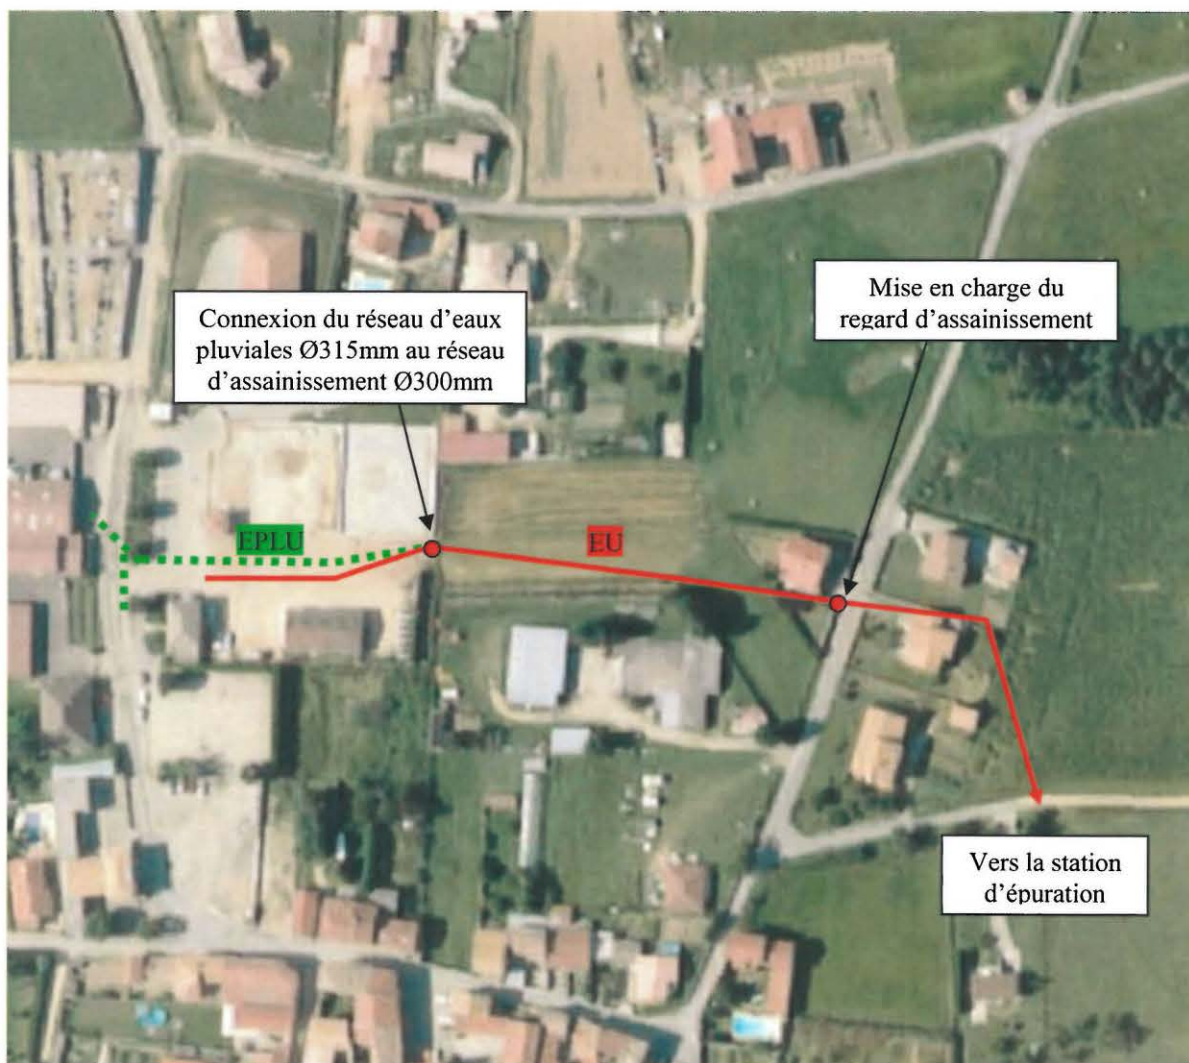 Mise en charge du
regard d'assainissement
Connexion du réseau d'eaux
pluviales Ø315mm au réseau
d'assainissement Ø300mm
EPLU
EU
Vers la station
d'épuration